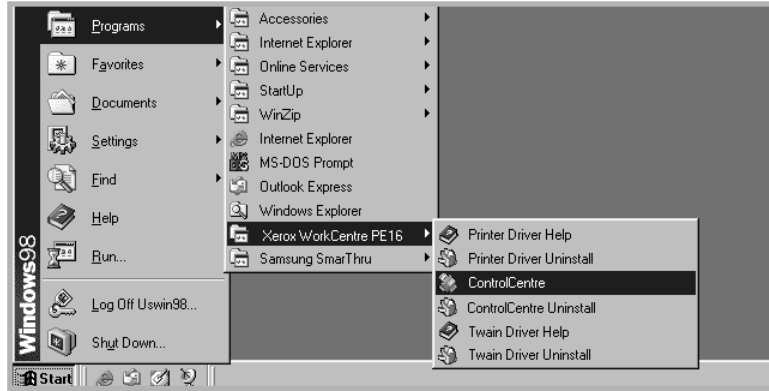 Programs
Favorites
Documents
Settings
Find
Help
Run...
Log Off Uswin98...
Shut Down...
Windows98
Start
Accessories
Internet Explorer
Online Services
StartUp
WinZip
Internet Explorer
MS-DOS Prompt
Outlook Express
Windows Explorer
Xerox WorkCentre PE16
Samsung SmarThru
Printer Driver Help
Printer Driver Uninstall
ControlCentre
ControlCentre Uninstall
Twain Driver Help
Twain Driver Uninstall